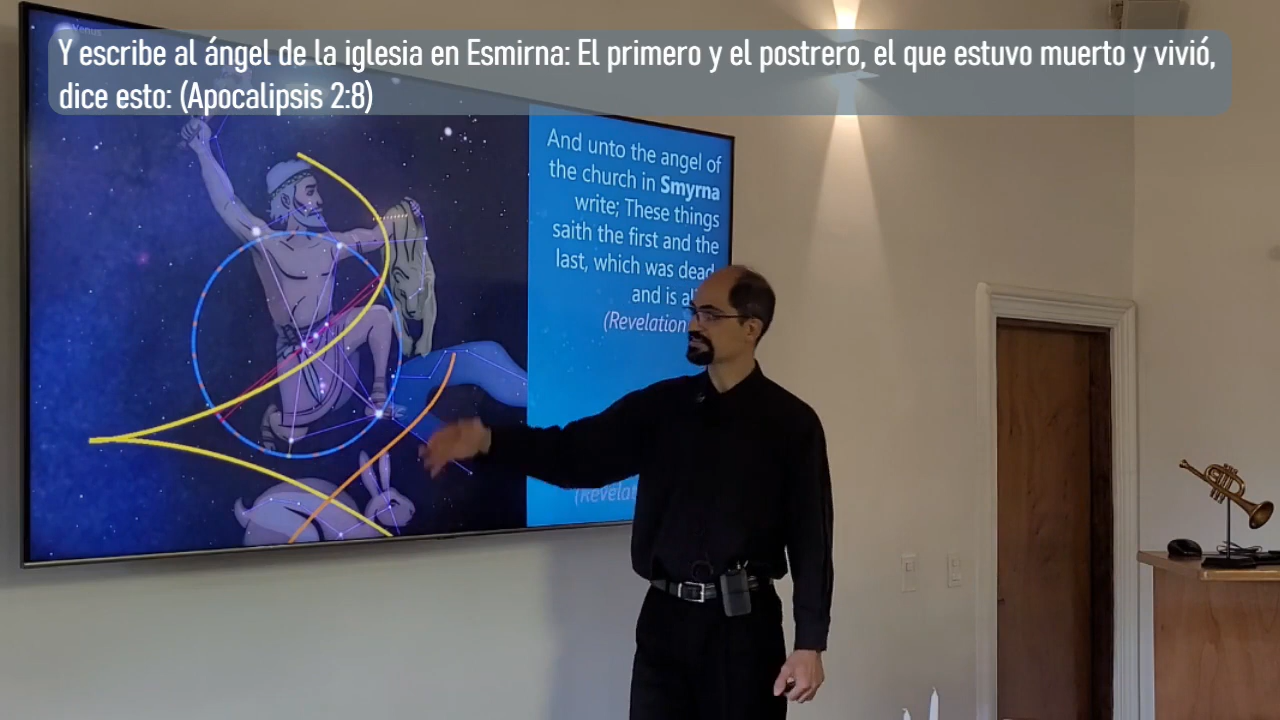 Y escribe al ángel de la iglesia en Esmirna: El primero y el postrero, el que estuvo muerto y vivió,
dice esto: (Apocalipsis 2:8)
Venus
And unto the angel of
the church in Smyrna
write; These things
saith the first and the
last, which was dead
and is
(Revelation